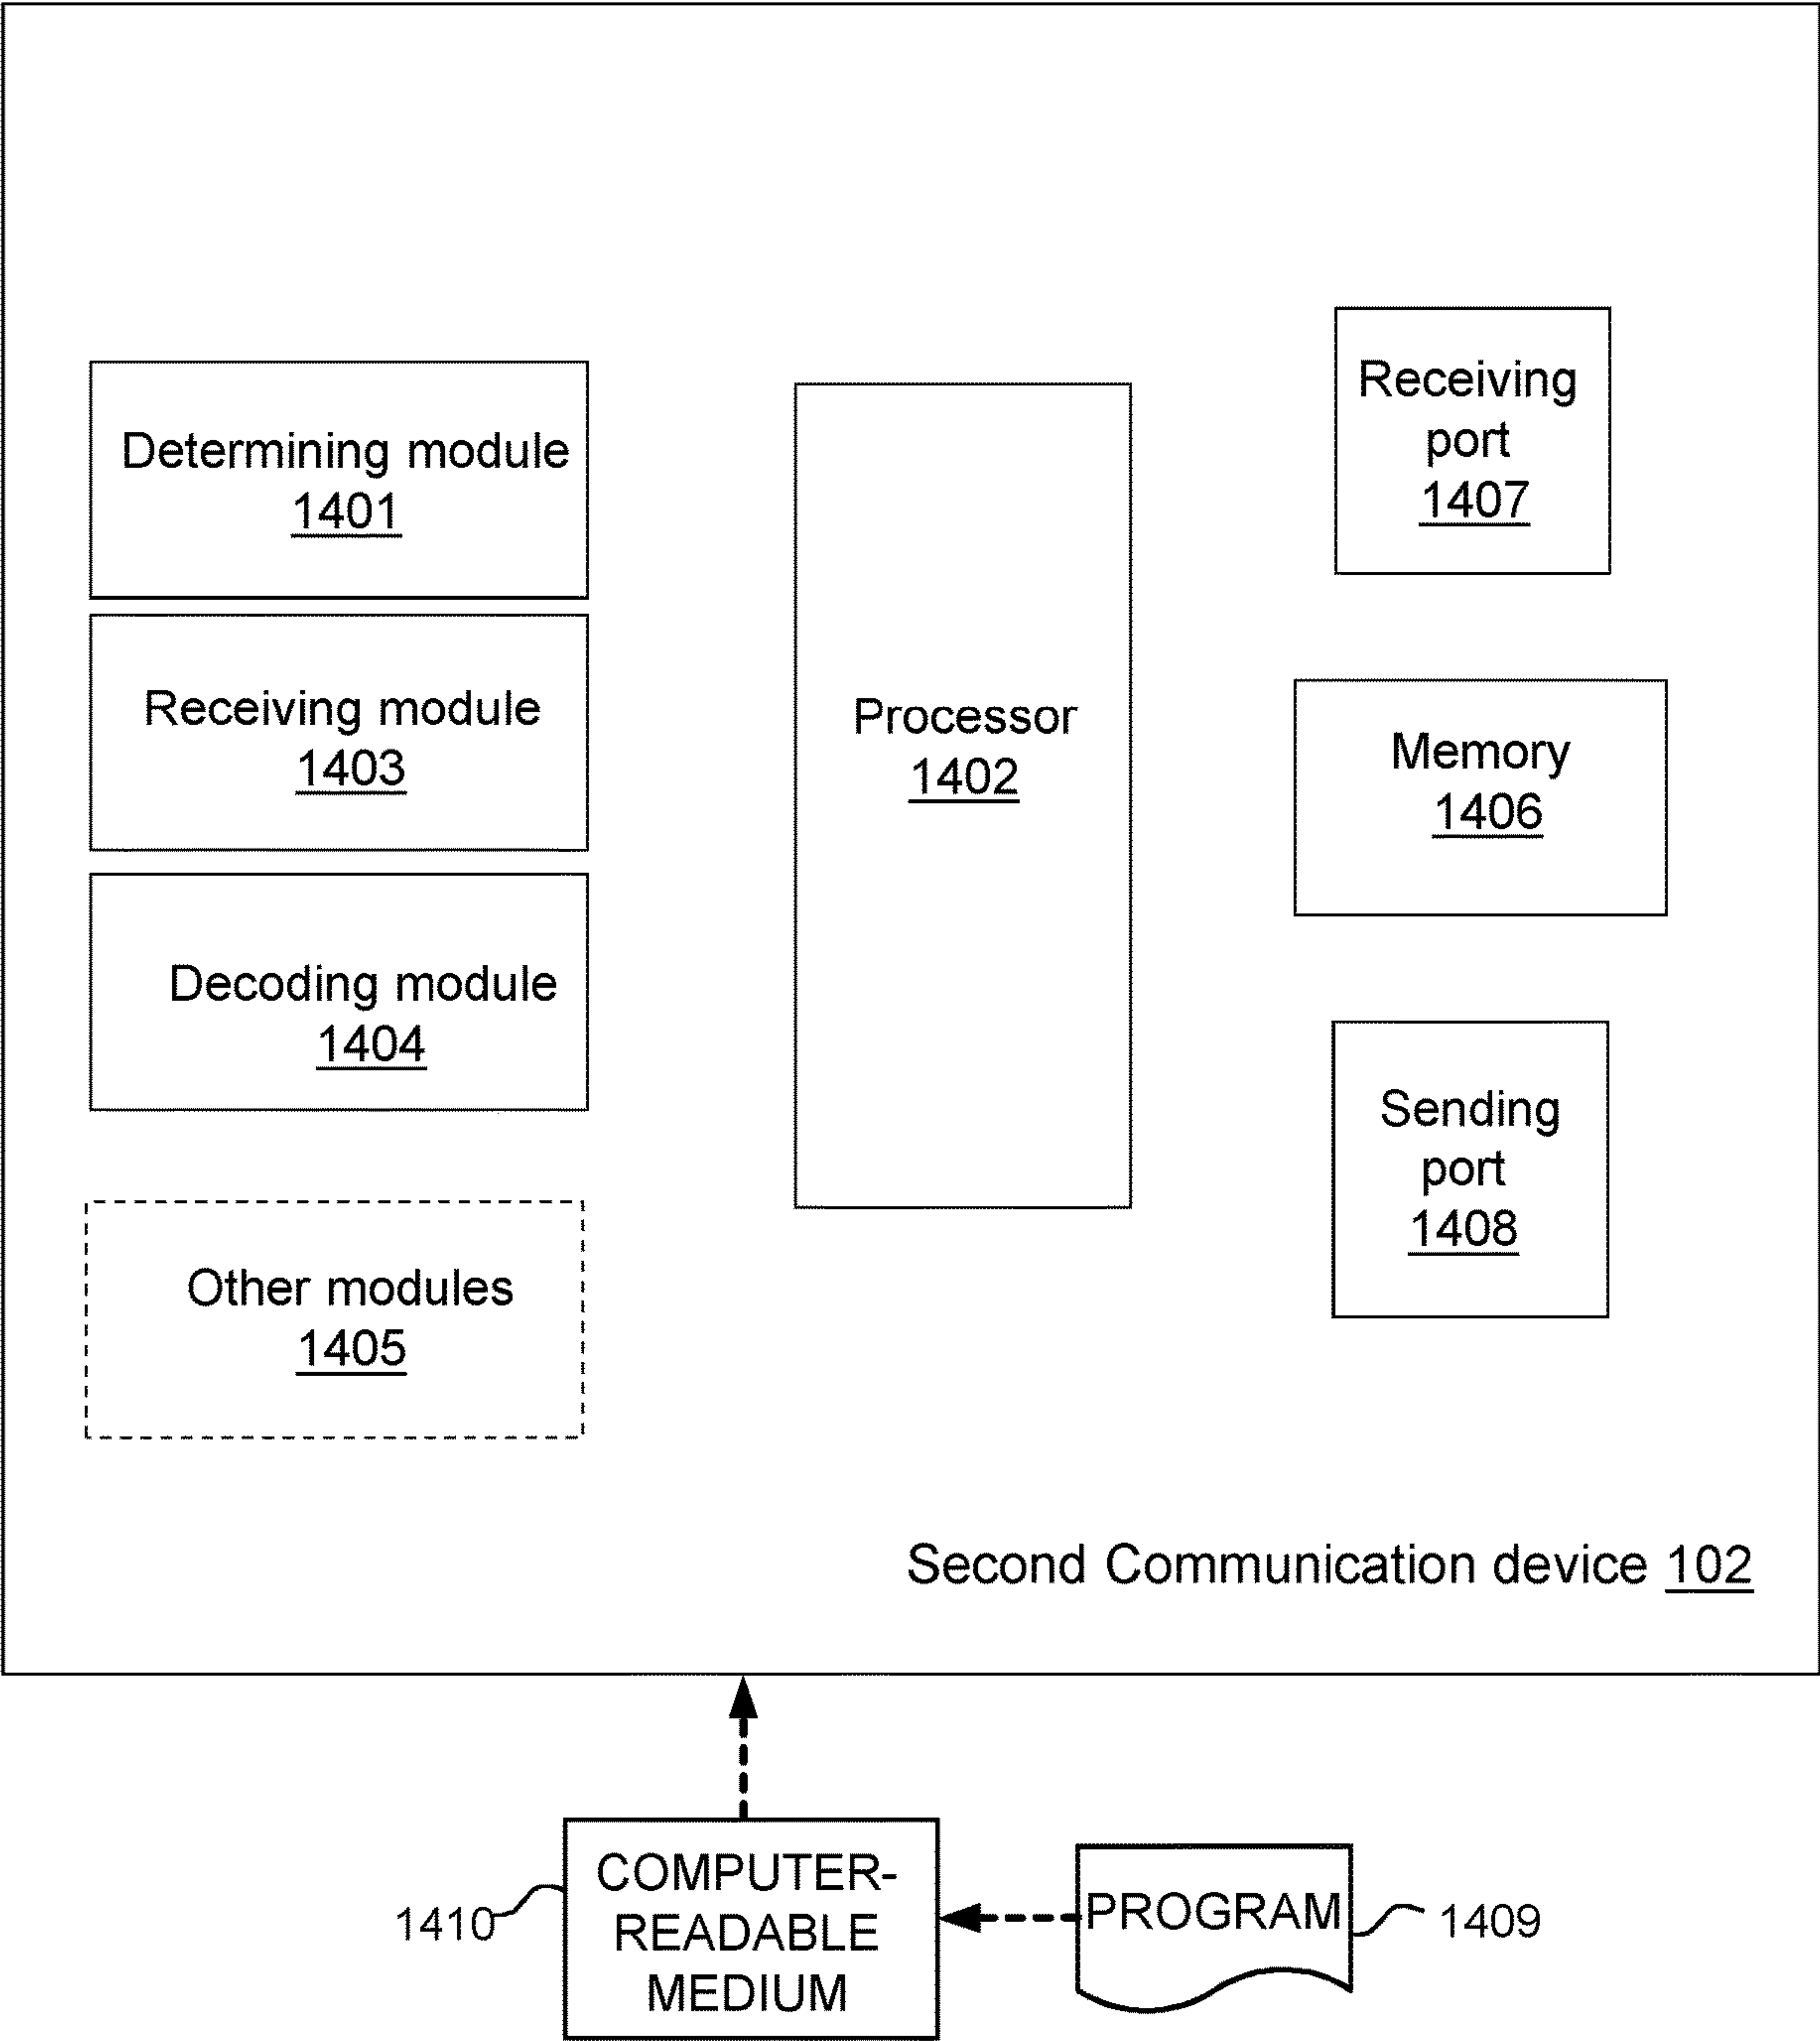 Determining module
1401
Receiving module
1403
Decoding module
1404
Other modules
1405
Processor
1402
Receiving
port
1407
Memory
1406
Sending
port
1408
Second Communication device 102
1410
COMPUTER-
READABLE
MEDIUM
PROGRAM
1409